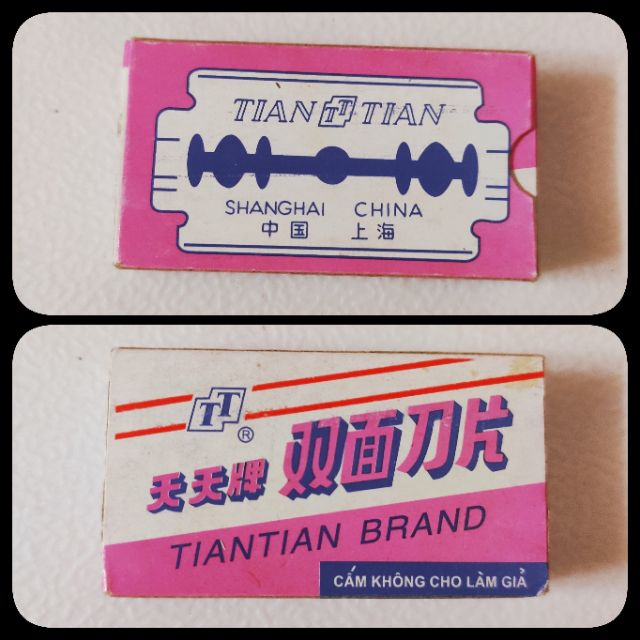 TIAN TT TIAN
SHANGHAI CHINA
中国 上海
TT ®
天天牌 双面刀片
TIANTIAN BRAND
CẤM KHÔNG CHO LÀM GIẢ